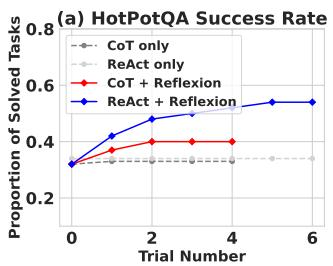 (a) HotPotQA Success Rate
Proportion of Solved Tasks
0.8
0.6
0.4
0.2
CoT only
ReAct only
CoT + Reflexion
ReAct + Reflexion
0 2 4 6
Trial Number